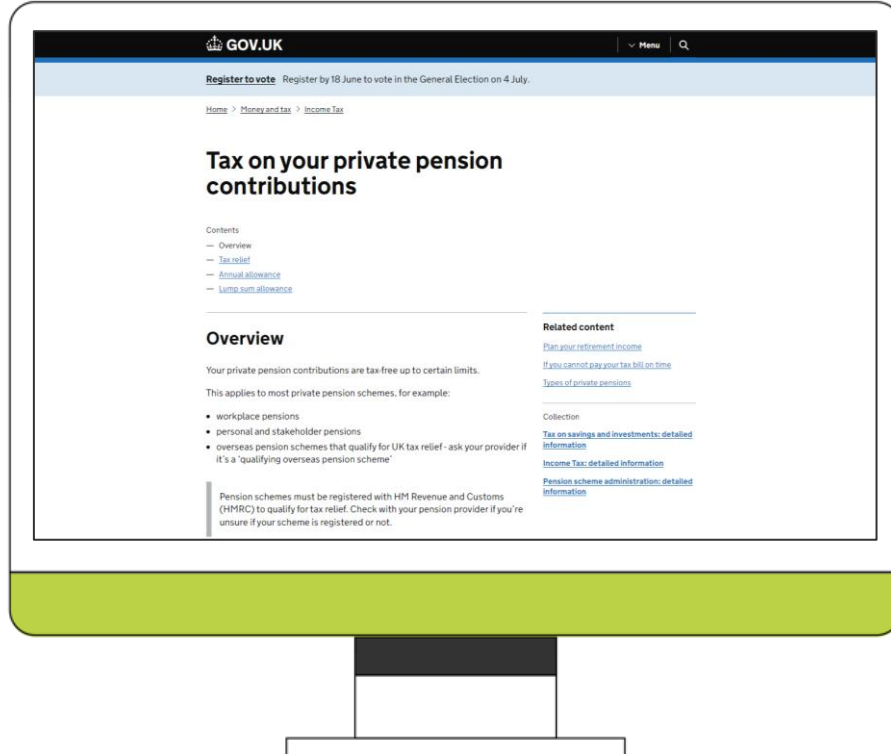 GOV.UK
Menu
Register to vote Register by 18 June to vote in the General Election on 4 July.
Home > Money and tax > Income Tax
Tax on your private pension
contributions
Contents
— Overview
— Tax relief
— Annual allowance
— Lump sum allowance
Overview
Your private pension contributions are tax-free up to certain limits.
This applies to most private pension schemes, for example:
• workplace pensions
• personal and stakeholder pensions
• overseas pension schemes that qualify for UK tax relief - ask your provider if
it's a 'qualifying overseas pension scheme'
Pension schemes must be registered with HM Revenue and Customs
(HMRC) to qualify for tax relief. Check with your pension provider if you're
unsure if your scheme is registered or not.
Related content
Plan your retirement income
If you cannot pay your tax bill on time
Types of private pensions
Collection
Tax on savings and investments: detailed
information
Income Tax: detailed information
Pension scheme administration: detailed
information